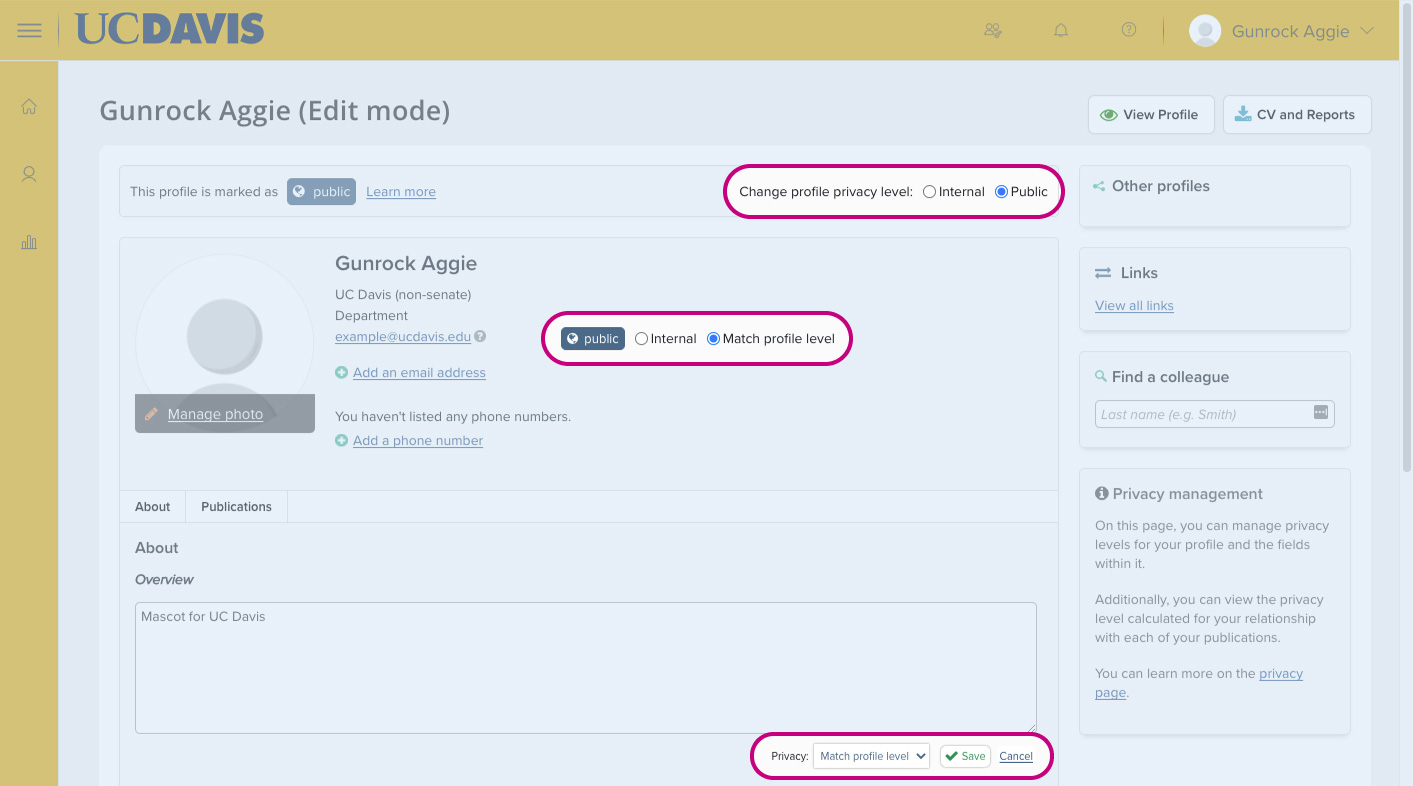 UCDAVIS
Gunrock Aggie
Gunrock Aggie (Edit mode)
View Profile
CV and Reports
This profile is marked as public Learn more
Change profile privacy level: Internal Public
Gunrock Aggie
UC Davis (non-senate)
Department
example@ucdavis.edu
public Internal Match profile level
Add an email address
Manage photo
You haven't listed any phone numbers.
Add a phone number
About Publications
About
Overview
Mascot for UC Davis
Privacy: Match profile level Save Cancel
Other profiles
Links
View all links
Find a colleague
Last name (e.g. Smith)
Privacy management
On this page, you can manage privacy
levels for your profile and the fields
within it.
Additionally, you can view the privacy
level calculated for your relationship
with each of your publications.
You can learn more on the privacy
page.